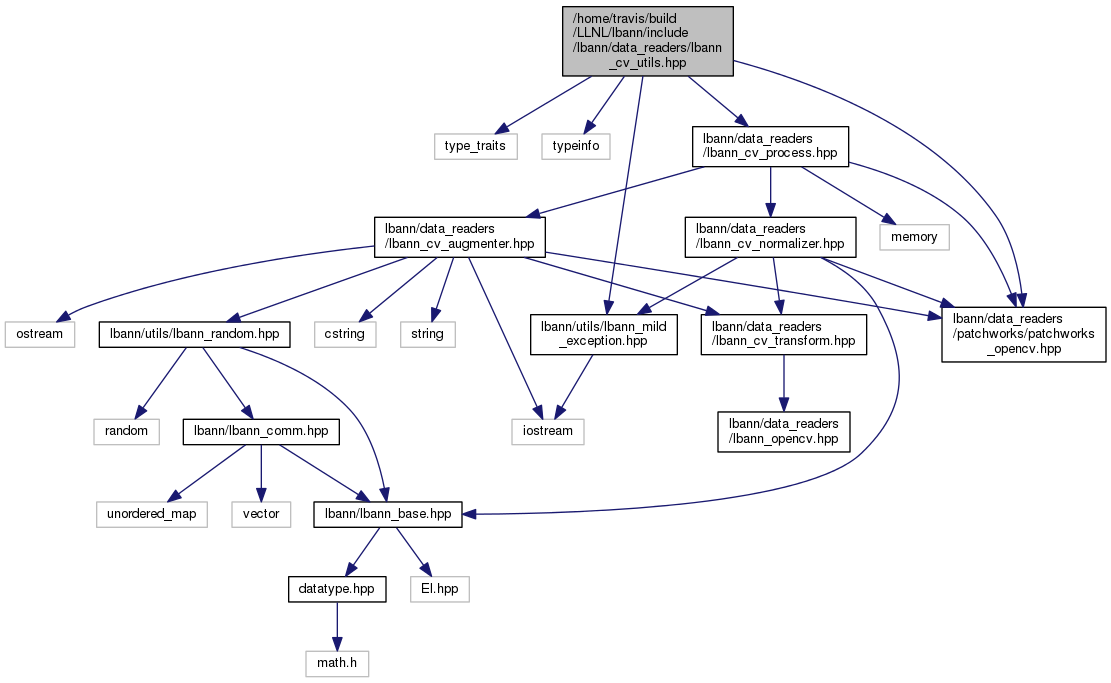 /home/travis/build
/LLNL/lbann/include
/lbann/data_readers/lbann
_cv_utils.hpp
type_traits
typeinfo
lbann/data_readers
/lbann_cv_process.hpp
lbann/data_readers
/lbann_cv_augmenter.hpp
lbann/data_readers
/lbann_cv_normalizer.hpp
memory
ostream
lbann/utils/lbann_random.hpp
cstring
string
lbann/utils/lbann_mild
_exception.hpp
lbann/data_readers
/lbann_cv_transform.hpp
lbann/data_readers
/patchworks/patchworks
_opencv.hpp
random
lbann/lbann_comm.hpp
iostream
lbann/data_readers
/lbann_opencv.hpp
unordered_map
vector
lbann/lbann_base.hpp
datatype.hpp
El.hpp
math.h